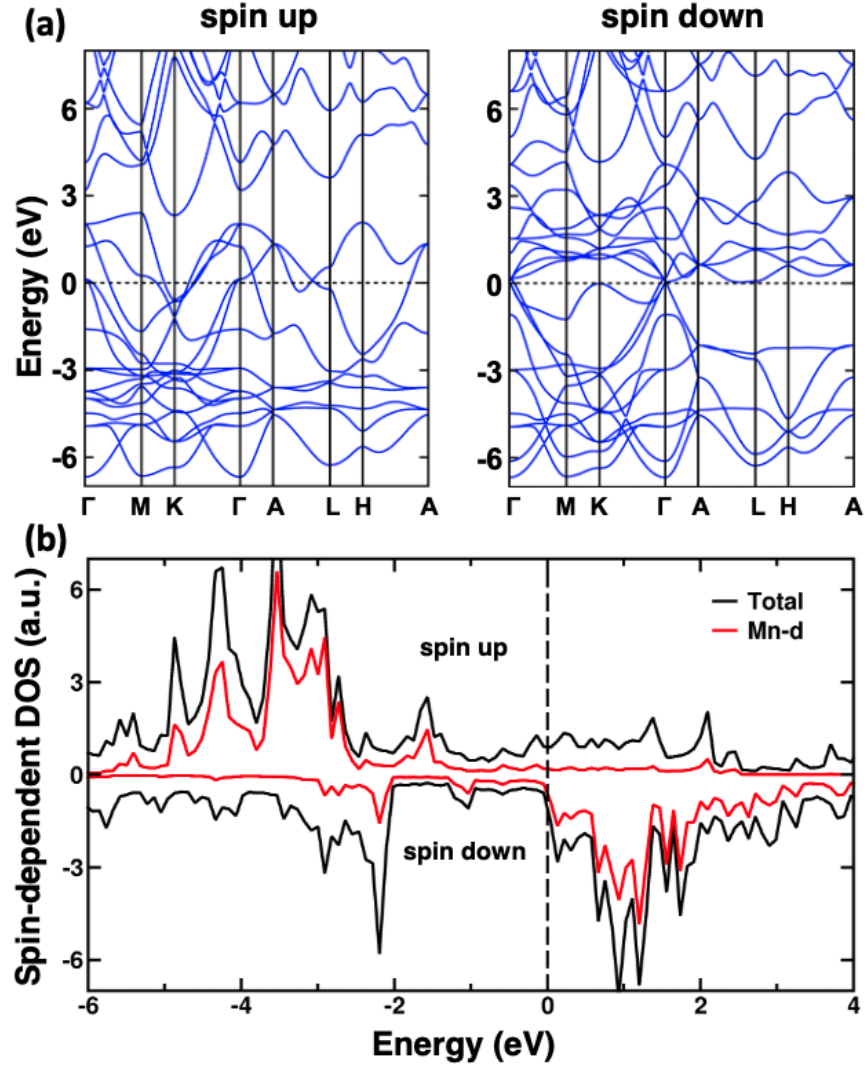 (a) spin up spin down
6 6
3 3
0 0
-3 -3
-6 -6
Energy (eV)
Γ M K Γ A L H A Γ M K Γ A L H A
(b)
6
3
0
-3
-6
Spin-dependent DOS (a.u.)
Total
Mn-d
spin up
spin down
-6 -4 -2 0 2 4
Energy (eV)